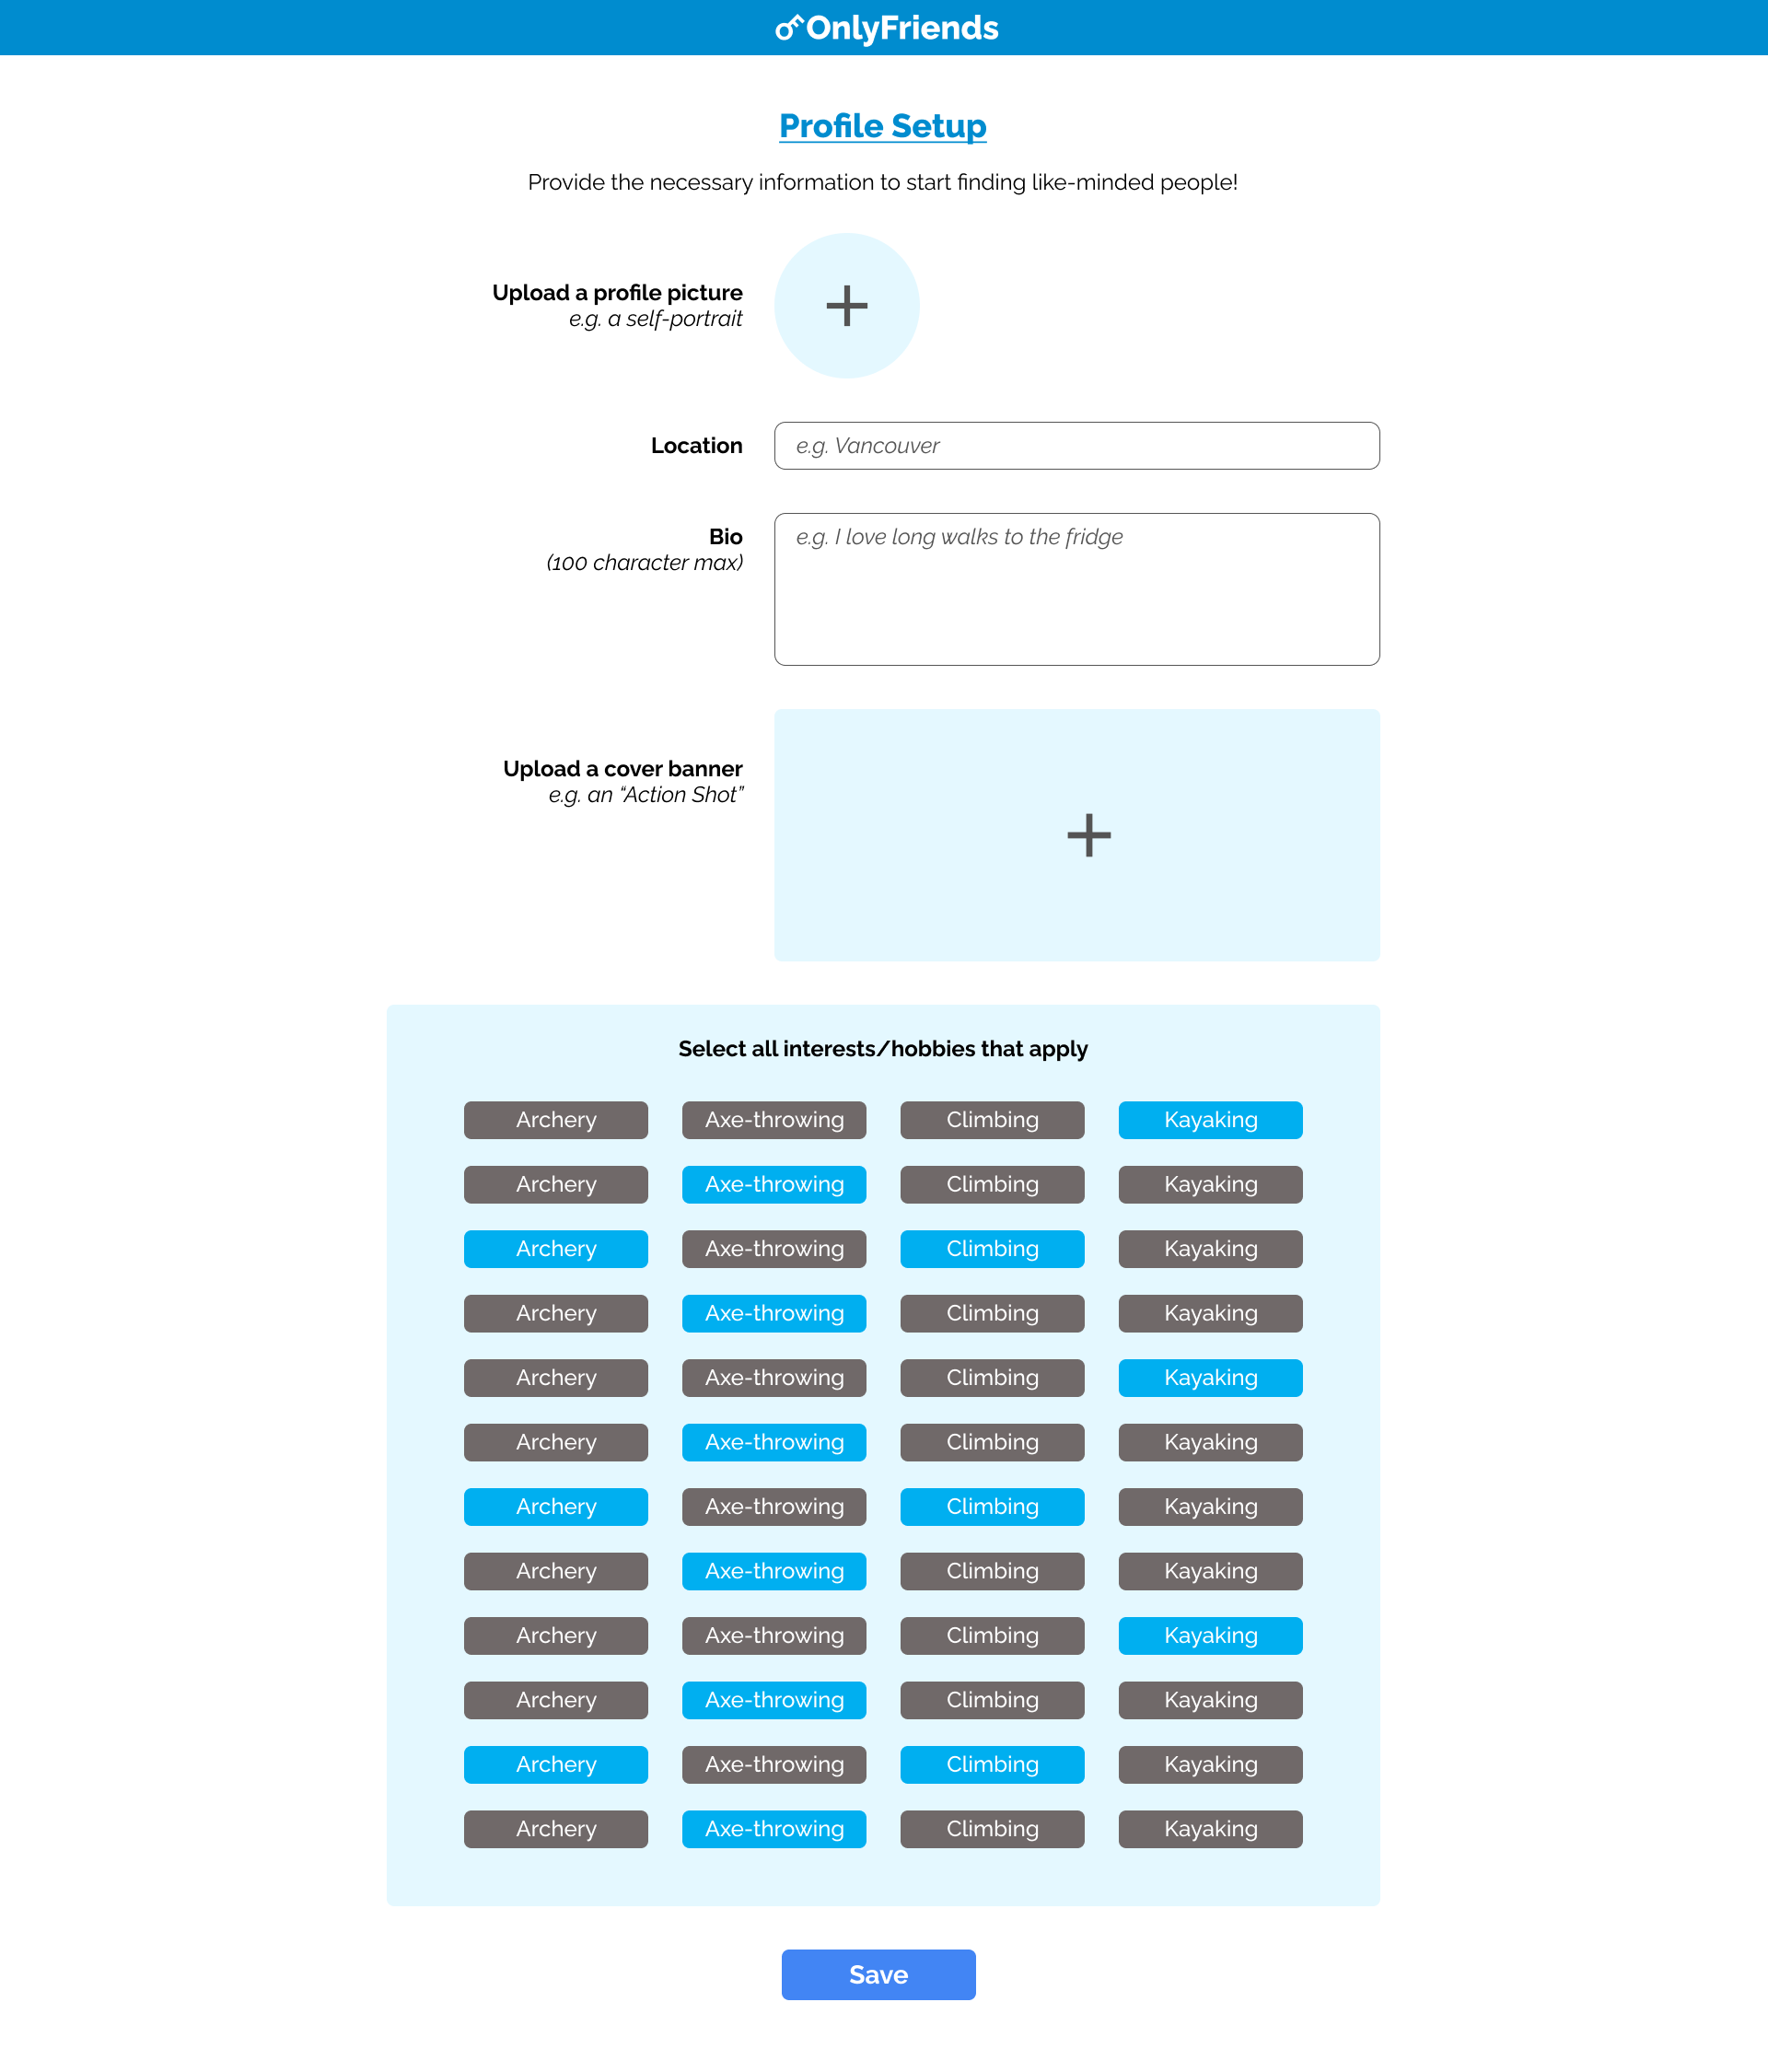 OnlyFriends
Profile Setup
Provide the necessary information to start finding like-minded people!
Upload a profile picture
e.g. a self-portrait
Location
e.g. Vancouver
Bio
(100 character max)
e.g. I love long walks to the fridge
Upload a cover banner
e.g. an “Action Shot”
Select all interests/hobbies that apply
Archery Axe-throwing Climbing Kayaking
Archery Axe-throwing Climbing Kayaking
Archery Axe-throwing Climbing Kayaking
Archery Axe-throwing Climbing Kayaking
Archery Axe-throwing Climbing Kayaking
Archery Axe-throwing Climbing Kayaking
Archery Axe-throwing Climbing Kayaking
Archery Axe-throwing Climbing Kayaking
Archery Axe-throwing Climbing Kayaking
Archery Axe-throwing Climbing Kayaking
Archery Axe-throwing Climbing Kayaking
Archery Axe-throwing Climbing Kayaking
Save